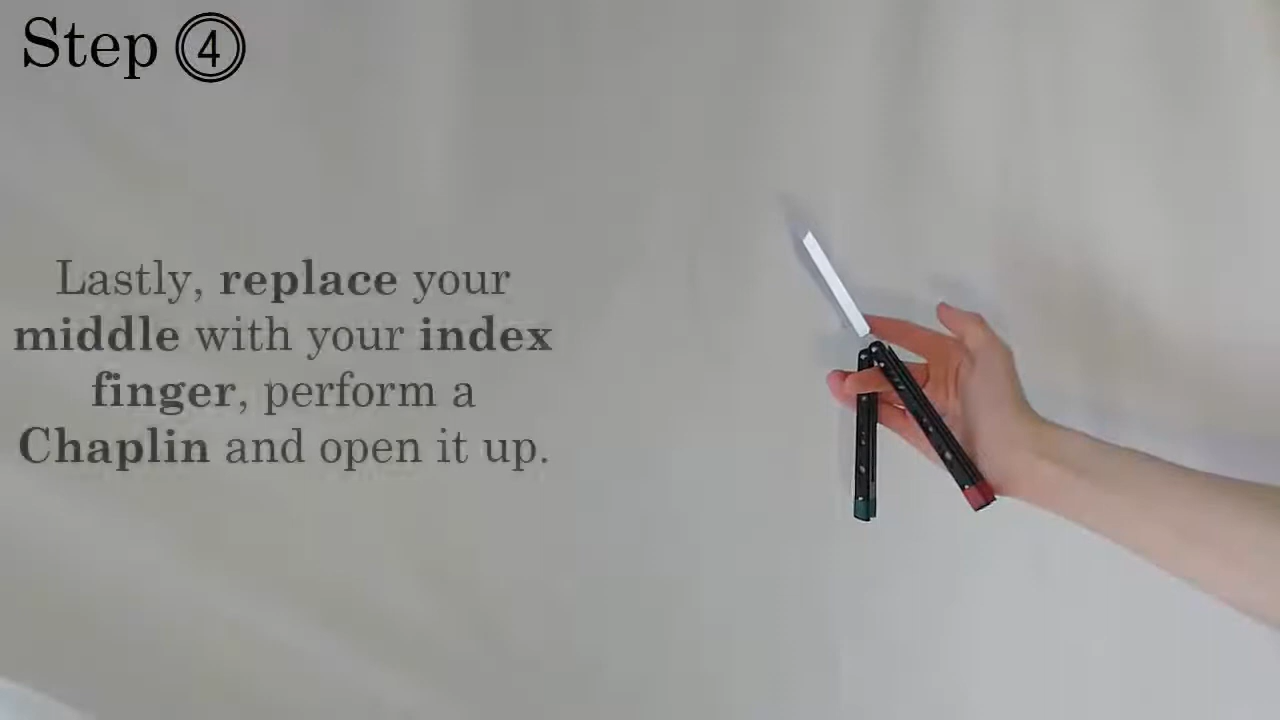 Step ④
Lastly, replace your
middle with your index
finger, perform a
Chaplin and open it up.